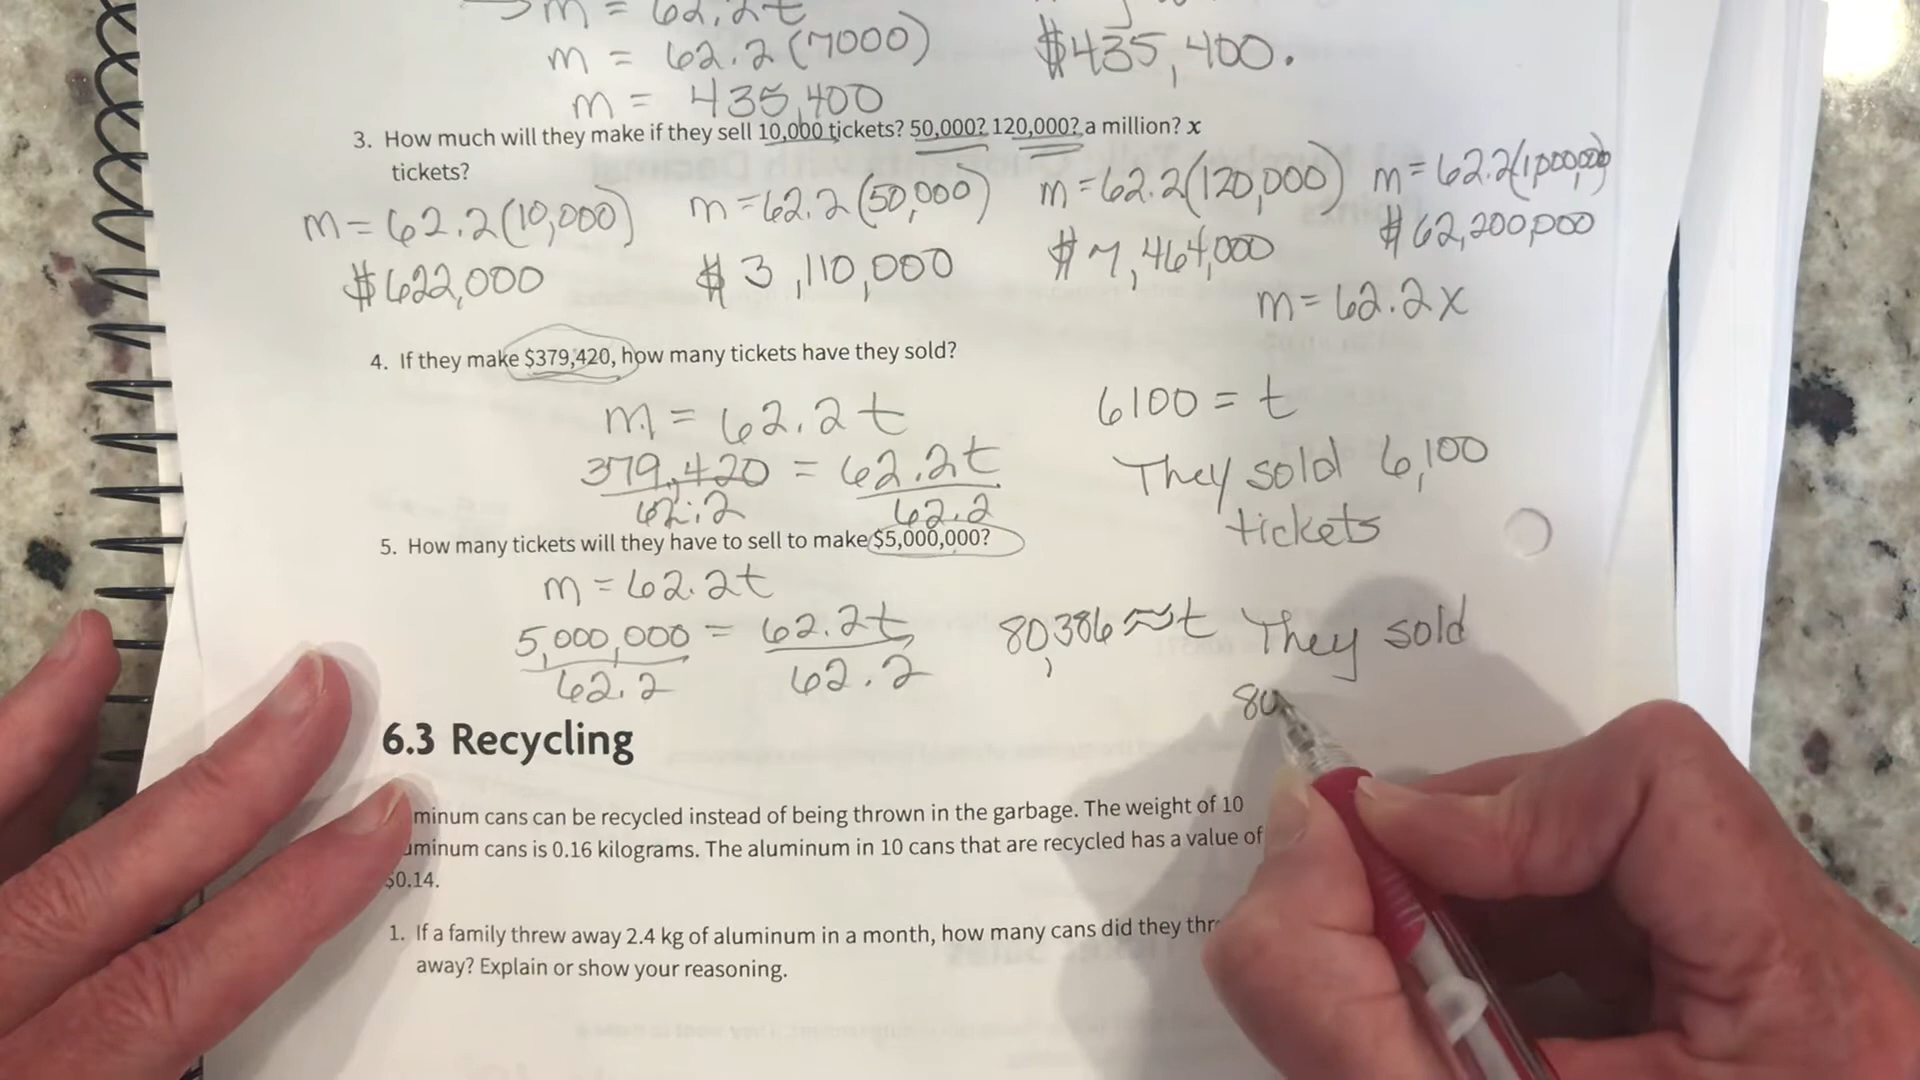 m = 62.2t
m = 62.2(7000)
$435,400.
m = 435,400
3. How much will they make if they sell 10,000 tickets? 50,000? 120,000? a million? x
tickets?
m = 62.2(10,000)
$622,000
m = 62.2(50,000)
$3,110,000
m = 62.2(120,000)
$7,464,000
m = 62.2(1,000,000)
$62,200,000
m = 62.2x
4. If they make $379,420, how many tickets have they sold?
m = 62.2t
379,420 = 62.2t
62.2 62.2
6100 = t
They sold 6,100
tickets
5. How many tickets will they have to sell to make $5,000,000?
m = 62.2t
5,000,000 = 62.2t
62.2 62.2
80,386 ≈ t They sold
80
6.3 Recycling
minum cans can be recycled instead of being thrown in the garbage. The weight of 10
uminum cans is 0.16 kilograms. The aluminum in 10 cans that are recycled has a value of
$0.14.
1. If a family threw away 2.4 kg of aluminum in a month, how many cans did they thr
away? Explain or show your reasoning.